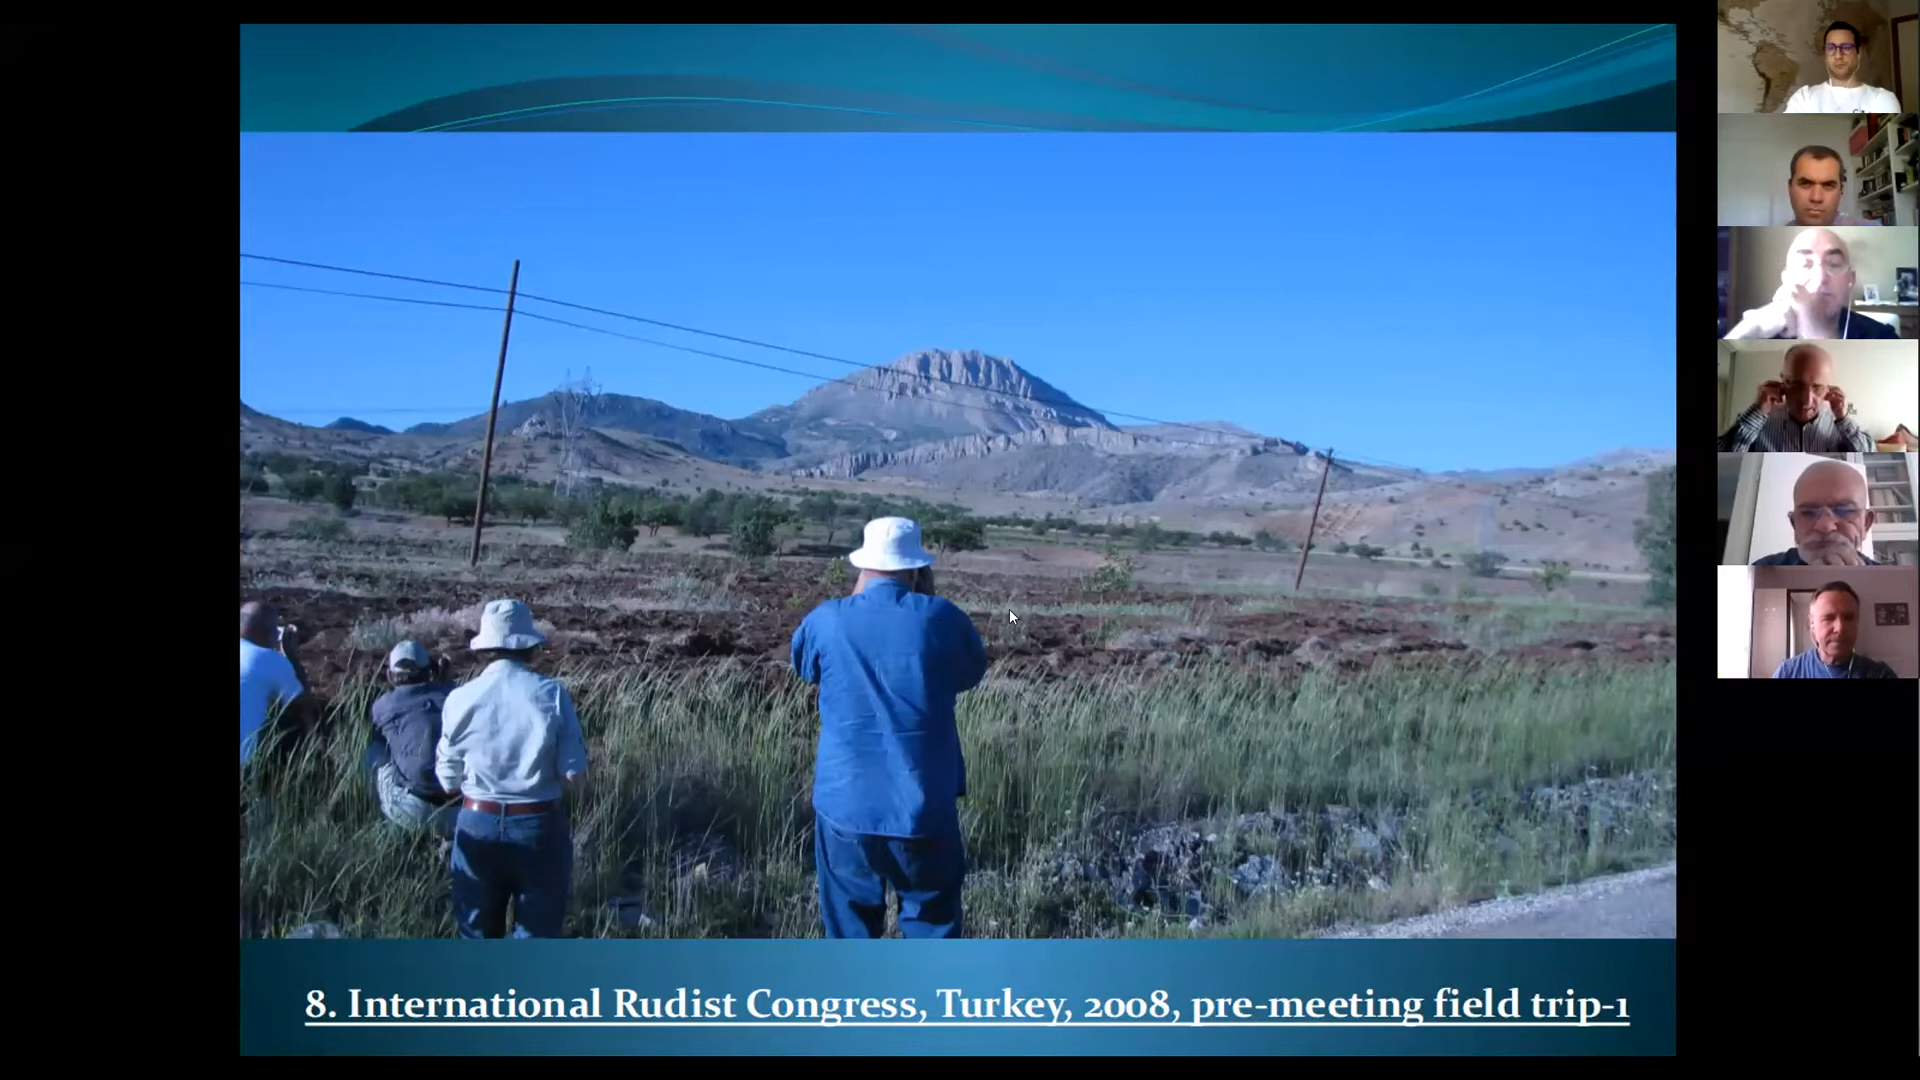 8. International Rudist Congress, Turkey, 2008, pre-meeting field trip-1